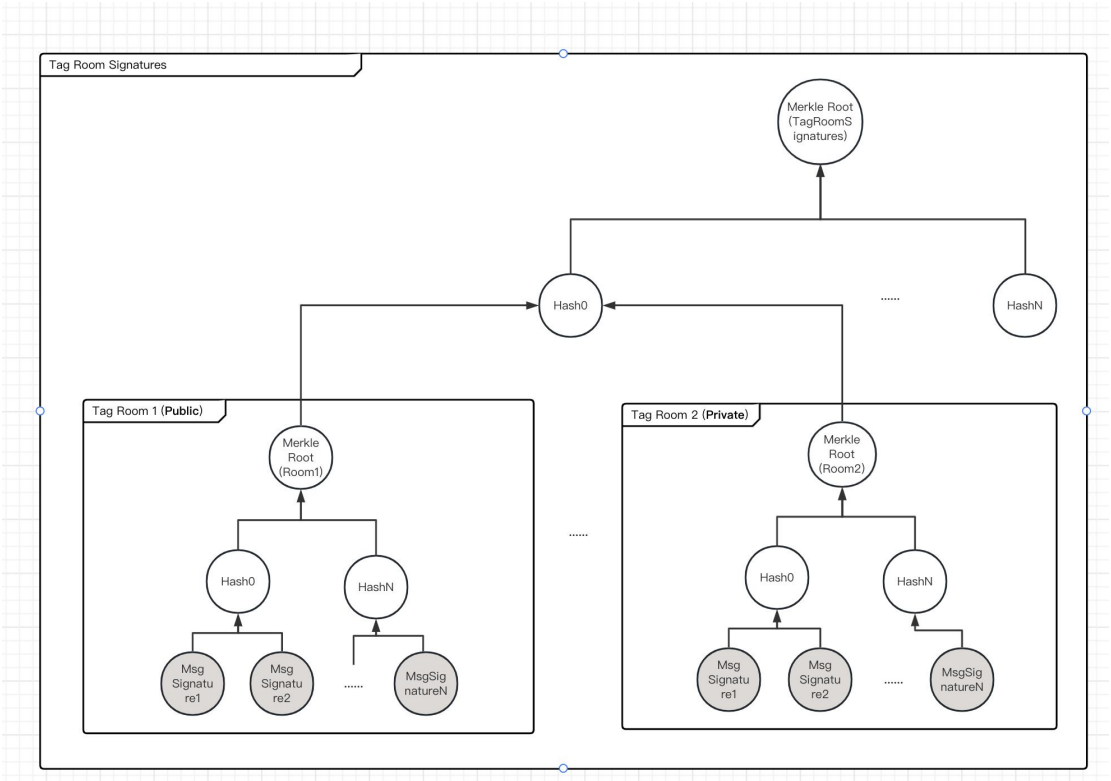 Tag Room Signatures
Merkle Root
(TagRoomS
ignatures)
Hash0
......
HashN
Tag Room 1 (Public)
Merkle
Root
(Room1)
Hash0
HashN
Msg
Signatu
re1
Msg
Signatu
re2
......
MsgSig
natureN
......
Tag Room 2 (Private)
Merkle
Root
(Room2)
Hash0
HashN
Msg
Signatu
re1
Msg
Signatu
re2
......
MsgSig
natureN